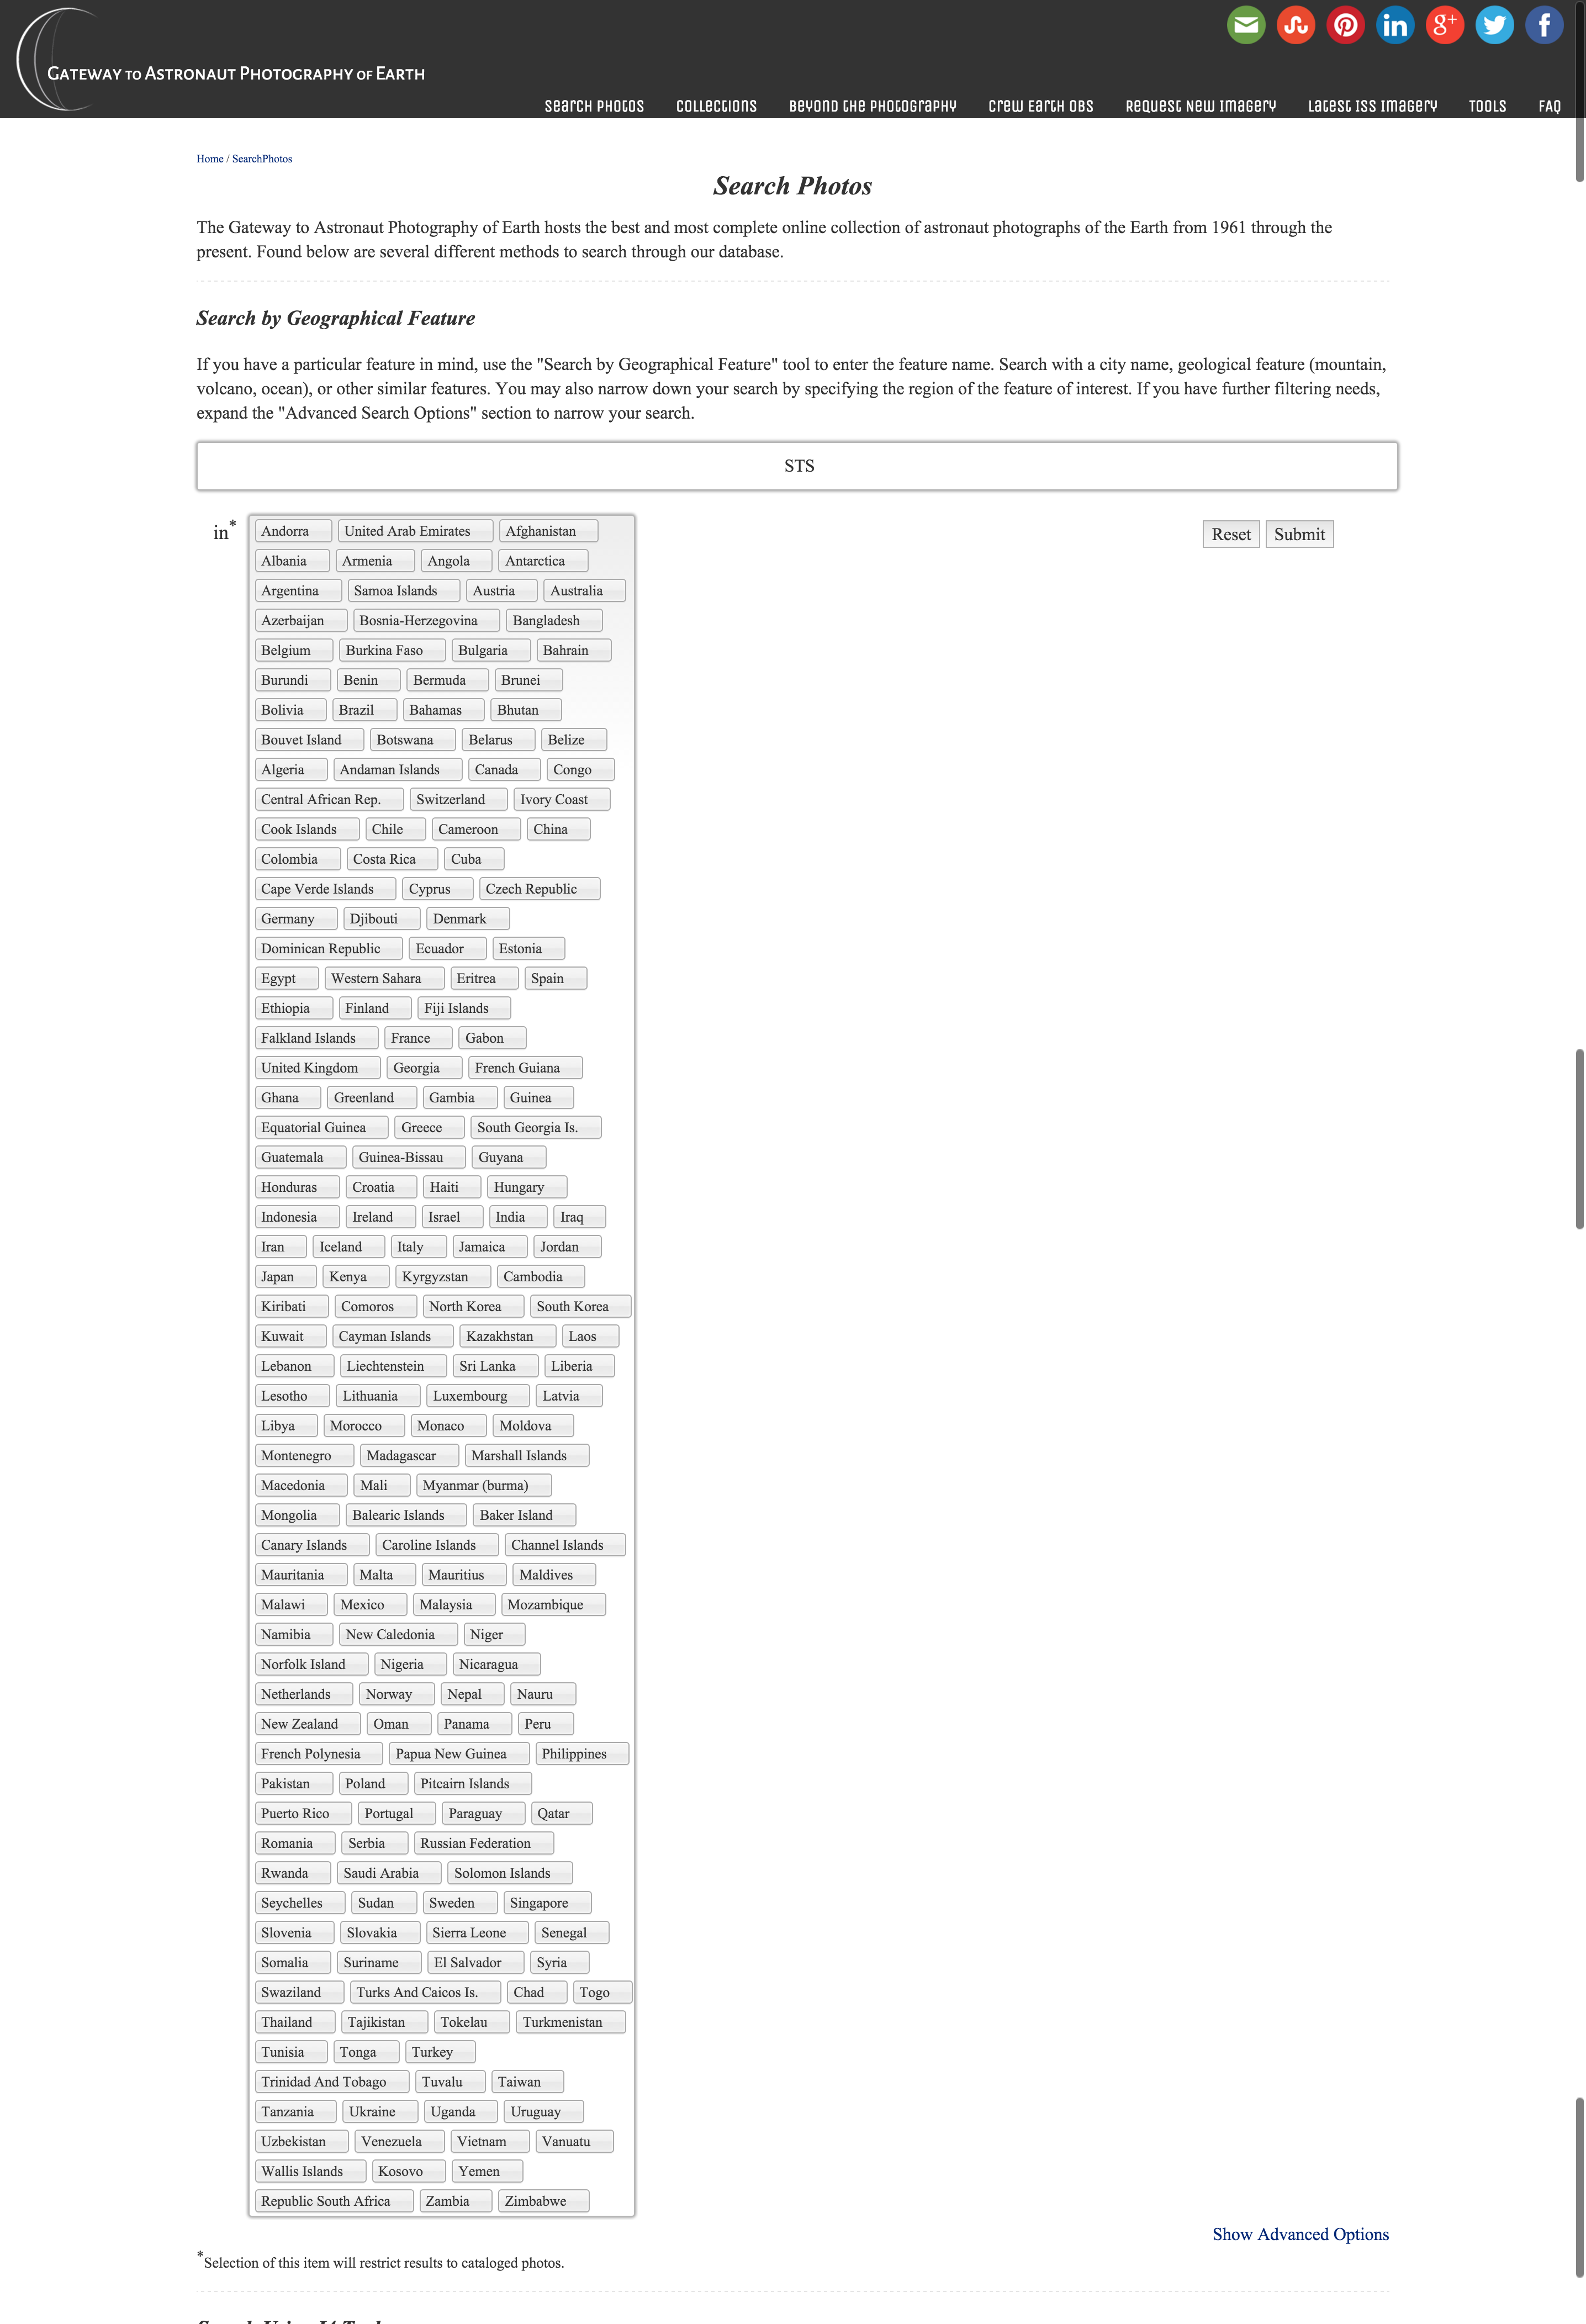 GATEWAY TO ASTRONAUT PHOTOGRAPHY OF EARTH
Search Photos Collections Beyond the Photography Crew Earth Obs Request New Imagery Latest ISS Imagery Tools FAQ
Home / SearchPhotos
Search Photos
The Gateway to Astronaut Photography of Earth hosts the best and most complete online collection of astronaut photographs of the Earth from 1961 through the
present. Found below are several different methods to search through our database.
Search by Geographical Feature
If you have a particular feature in mind, use the "Search by Geographical Feature" tool to enter the feature name. Search with a city name, geological feature (mountain,
volcano, ocean), or other similar features. You may also narrow down your search by specifying the region of the feature of interest. If you have further filtering needs,
expand the "Advanced Search Options" section to narrow your search.
STS
in* Andorra United Arab Emirates Afghanistan Reset Submit
Albania Armenia Angola Antarctica
Argentina Samoa Islands Austria Australia
Azerbaijan Bosnia-Herzegovina Bangladesh
Belgium Burkina Faso Bulgaria Bahrain
Burundi Benin Bermuda Brunei
Bolivia Brazil Bahamas Bhutan
Bouvet Island Botswana Belarus Belize
Algeria Andaman Islands Canada Congo
Central African Rep. Switzerland Ivory Coast
Cook Islands Chile Cameroon China
Colombia Costa Rica Cuba
Cape Verde Islands Cyprus Czech Republic
Germany Djibouti Denmark
Dominican Republic Ecuador Estonia
Egypt Western Sahara Eritrea Spain
Ethiopia Finland Fiji Islands
Falkland Islands France Gabon
United Kingdom Georgia French Guiana
Ghana Greenland Gambia Guinea
Equatorial Guinea Greece South Georgia Is.
Guatemala Guinea-Bissau Guyana
Honduras Croatia Haiti Hungary
Indonesia Ireland Israel India Iraq
Iran Iceland Italy Jamaica Jordan
Japan Kenya Kyrgyzstan Cambodia
Kiribati Comoros North Korea South Korea
Kuwait Cayman Islands Kazakhstan Laos
Lebanon Liechtenstein Sri Lanka Liberia
Lesotho Lithuania Luxembourg Latvia
Libya Morocco Monaco Moldova
Montenegro Madagascar Marshall Islands
Macedonia Mali Myanmar (burma)
Mongolia Balearic Islands Baker Island
Canary Islands Caroline Islands Channel Islands
Mauritania Malta Mauritius Maldives
Malawi Mexico Malaysia Mozambique
Namibia New Caledonia Niger
Norfolk Island Nigeria Nicaragua
Netherlands Norway Nepal Nauru
New Zealand Oman Panama Peru
French Polynesia Papua New Guinea Philippines
Pakistan Poland Pitcairn Islands
Puerto Rico Portugal Paraguay Qatar
Romania Serbia Russian Federation
Rwanda Saudi Arabia Solomon Islands
Seychelles Sudan Sweden Singapore
Slovenia Slovakia Sierra Leone Senegal
Somalia Suriname El Salvador Syria
Swaziland Turks And Caicos Is. Chad Togo
Thailand Tajikistan Tokelau Turkmenistan
Tunisia Tonga Turkey
Trinidad And Tobago Tuvalu Taiwan
Tanzania Ukraine Uganda Uruguay
Uzbekistan Venezuela Vietnam Vanuatu
Wallis Islands Kosovo Yemen
Republic South Africa Zambia Zimbabwe
Show Advanced Options
*Selection of this item will restrict results to cataloged photos.